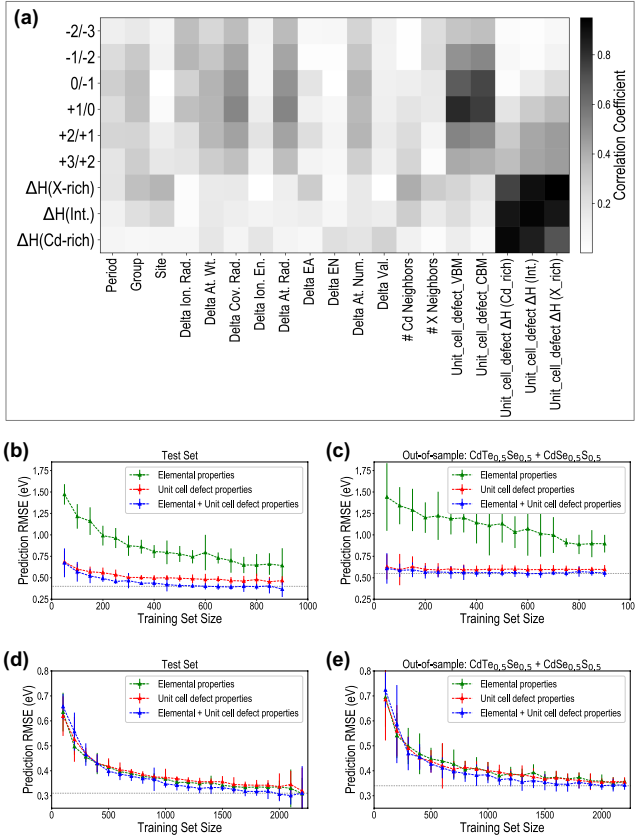 (a)
-2/-3
-1/-2
0/-1
+1/0
+2/+1
+3/+2
ΔH(X-rich)
ΔH(Int.)
ΔH(Cd-rich)
Period
Group
Site
Delta Ion. Rad.
Delta At. Wt.
Delta Cov. Rad.
Delta Ion. En.
Delta At. Rad.
Delta EA
Delta EN
Delta At. Num.
Delta Val.
# Cd Neighbors
# X Neighbors
Unit_cell_defect_VBM
Unit_cell_defect_CBM
Unit_cell_defect ΔH (Cd_rich)
Unit_cell_defect ΔH (Int.)
Unit_cell_defect ΔH (X_rich)
0.8
0.6
0.4
0.2
Correlation Coefficient
(b)
Test Set
Prediction RMSE (eV)
1.75
1.50
1.25
1.00
0.75
0.50
0.25
Elemental properties
Unit cell defect properties
Elemental + Unit cell defect properties
0 200 400 600 800 1000
Training Set Size
(c)
Out-of-sample: CdTe0.5Se0.5 + CdSe0.5S0.5
Prediction RMSE (eV)
1.75
1.50
1.25
1.00
0.75
0.50
0.25
Elemental properties
Unit cell defect properties
Elemental + Unit cell defect properties
0 200 400 600 800 100
Training Set Size
(d)
Test Set
Prediction RMSE (eV)
0.8
0.7
0.6
0.5
0.4
0.3
Elemental properties
Unit cell defect properties
Elemental + Unit cell defect properties
0 500 1000 1500 2000
Training Set Size
(e)
Out-of-sample: CdTe0.5Se0.5 + CdSe0.5S0.5
Prediction RMSE (eV)
0.8
0.7
0.6
0.5
0.4
0.3
Elemental properties
Unit cell defect properties
Elemental + Unit cell defect properties
0 500 1000 1500 2000
Training Set Size